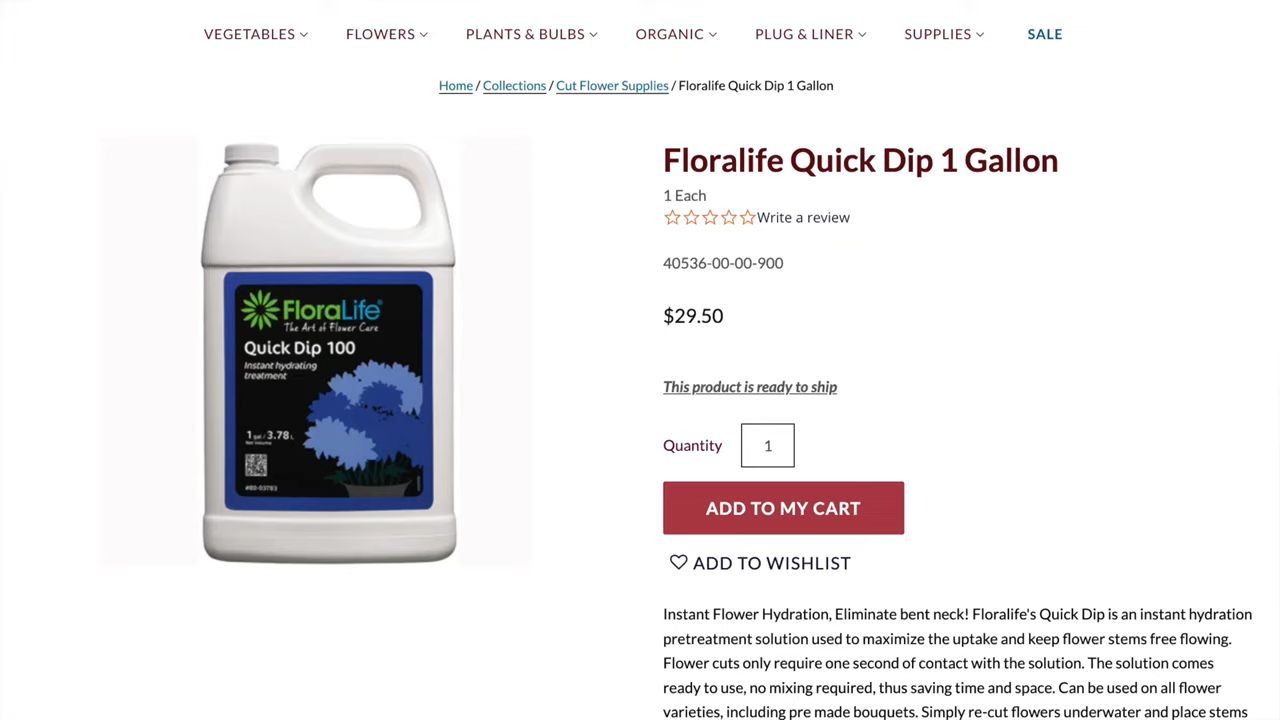 VEGETABLES FLOWERS PLANTS & BULBS ORGANIC PLUG & LINER SUPPLIES SALE
Home / Collections / Cut Flower Supplies / Floralife Quick Dip 1 Gallon
FloraLife®
The Art of Flower Care
Quick Dip 100
Instant hydrating
treatment
1 gal / 3.78 L
Net Volume
#80-03783
Floralife Quick Dip 1 Gallon
1 Each
Write a review
40536-00-00-900
$29.50
This product is ready to ship
Quantity 1
ADD TO MY CART
ADD TO WISHLIST
Instant Flower Hydration, Eliminate bent neck! Floralife's Quick Dip is an instant hydration
pretreatment solution used to maximize the uptake and keep flower stems free flowing.
Flower cuts only require one second of contact with the solution. The solution comes
ready to use, no mixing required, thus saving time and space. Can be used on all flower
varieties, including pre made bouquets. Simply re-cut flowers underwater and place stems